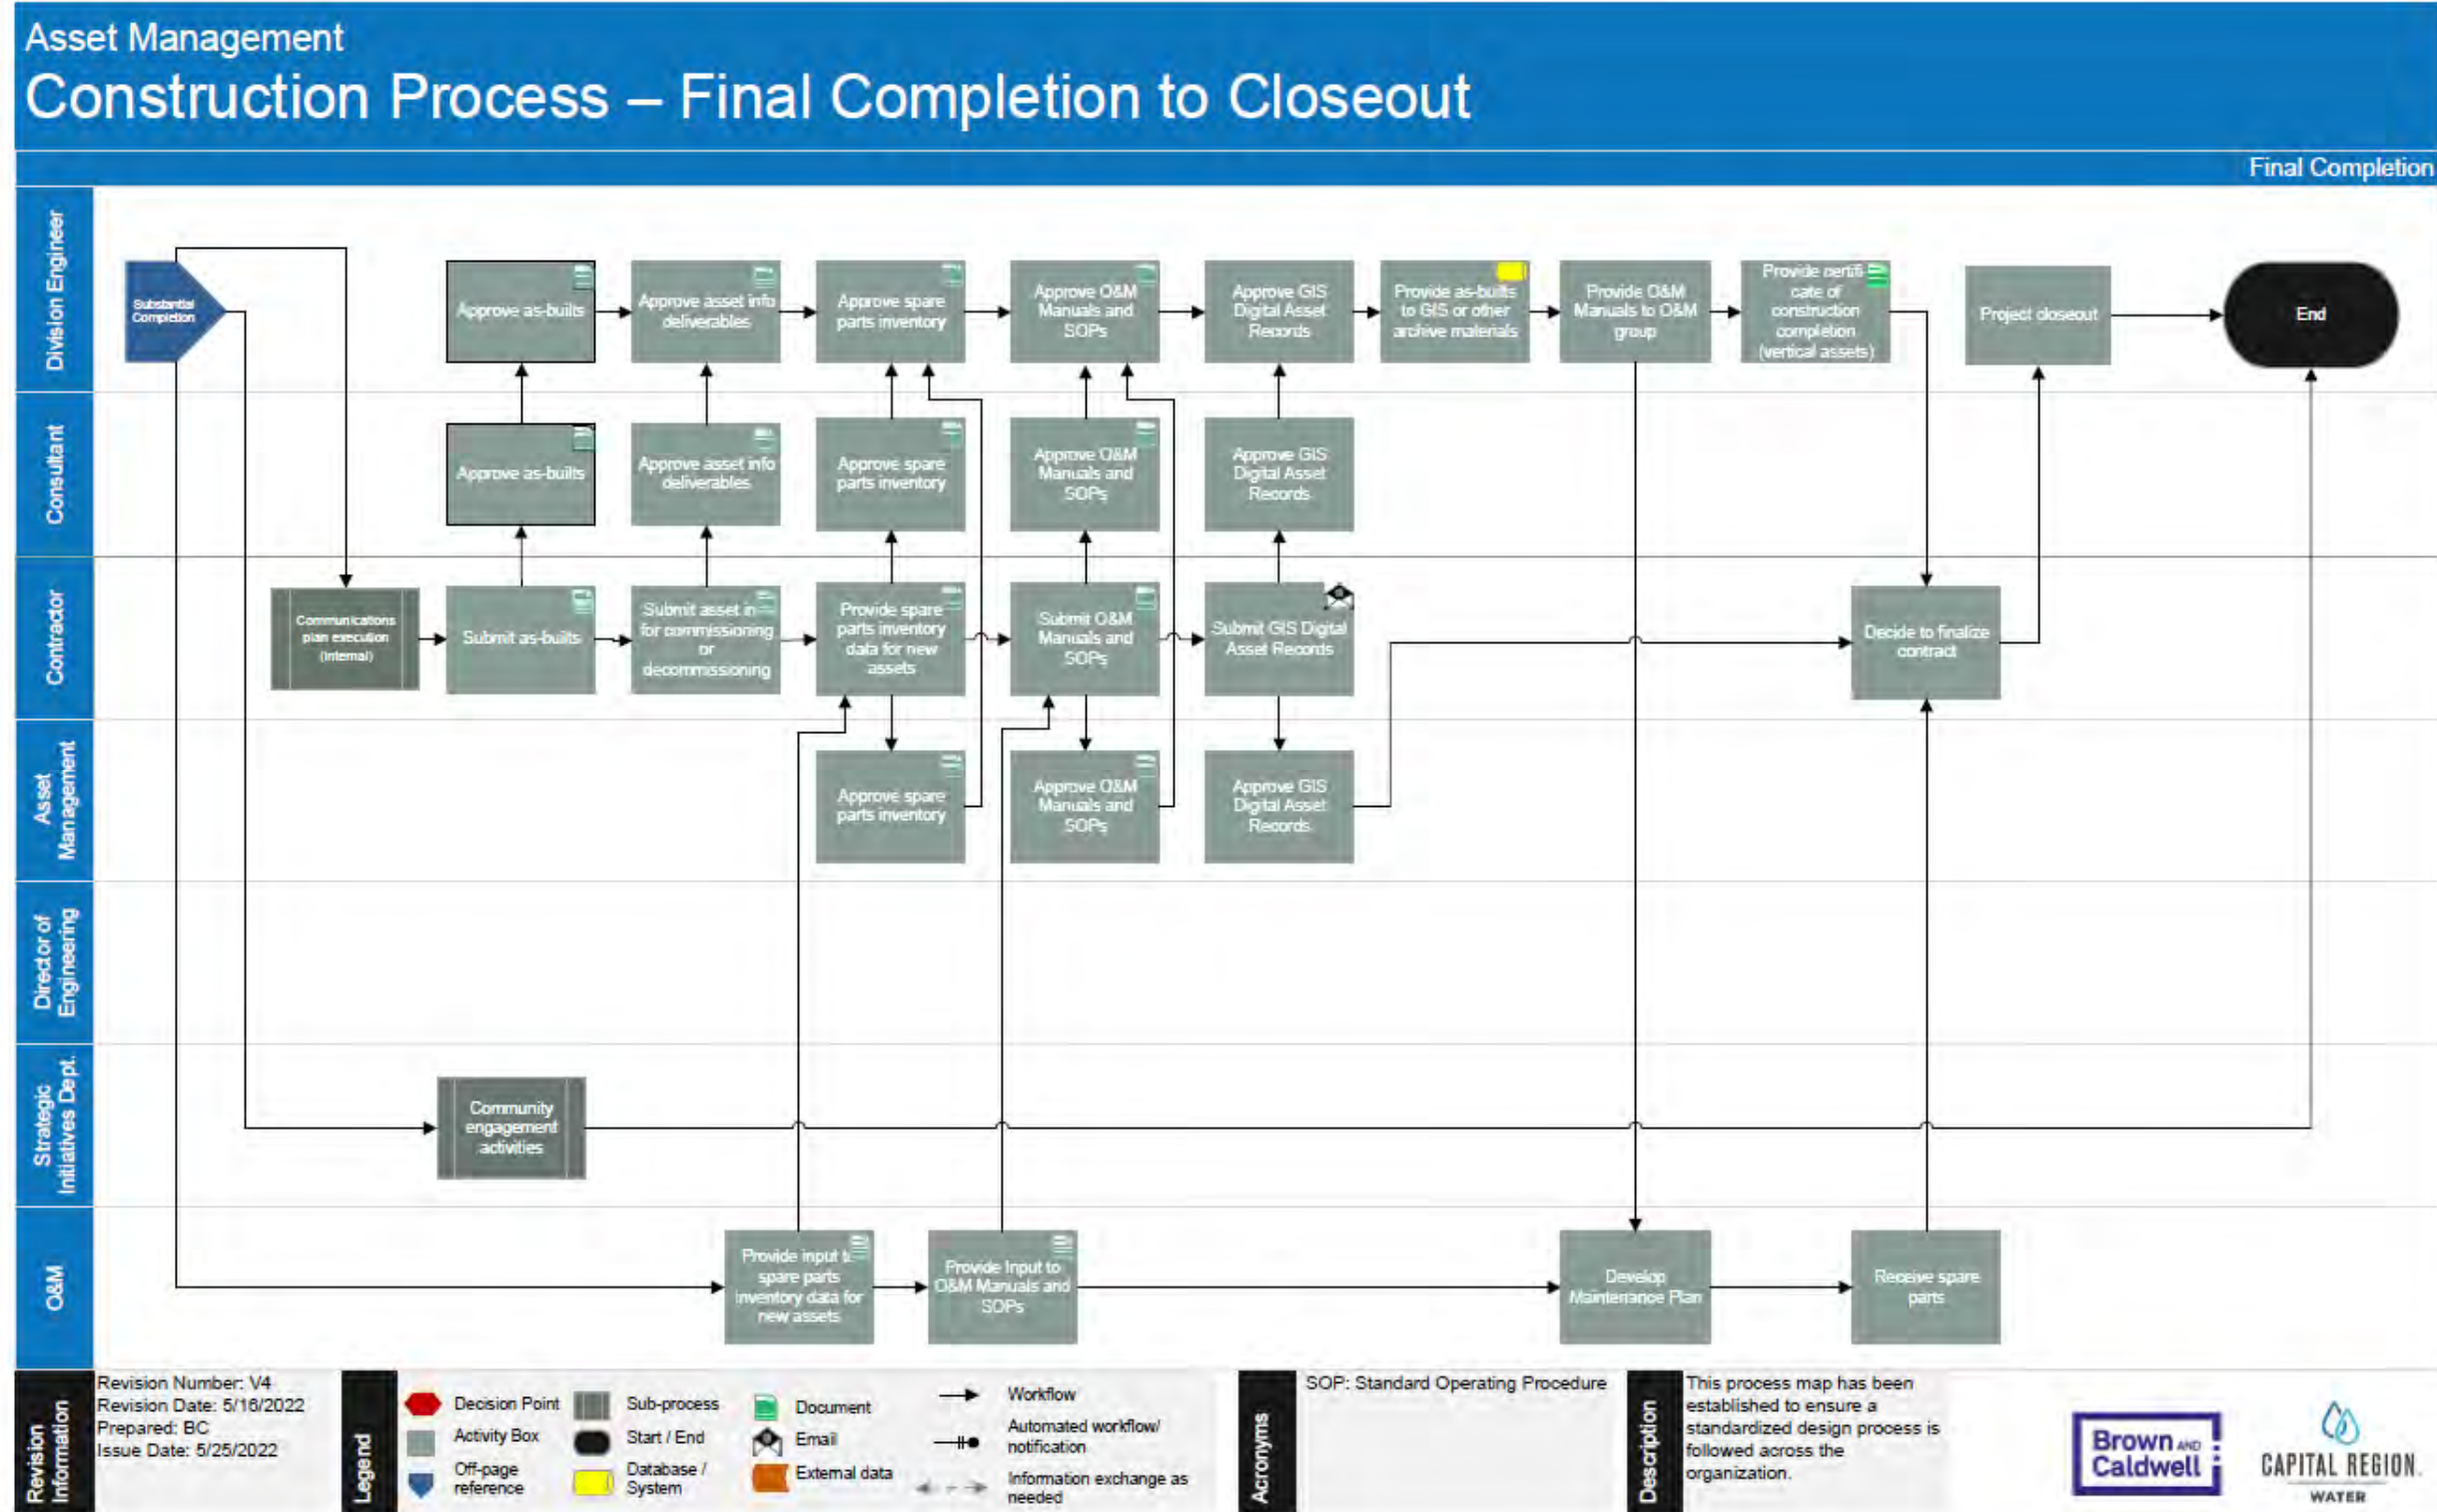 Asset Management
Construction Process – Final Completion to Closeout
Final Completion
Division Engineer
Substantial
Completion
Approve as-builts
Approve asset info
deliverables
Approve spare
parts inventory
Approve O&M
Manuals and
SOPs
Approve GIS
Digital Asset
Records
Provide as-builts
to GIS or other
archive materials
Provide O&M
Manuals to O&M
group
Provide certifi
cate of
construction
completion
(vertical assets)
Project closeout
End
Consultant
Approve as-builts
Approve asset info
deliverables
Approve spare
parts inventory
Approve O&M
Manuals and
SOPs
Approve GIS
Digital Asset
Records
Contractor
Communications
plan execution
(Internal)
Submit as-builts
Submit asset in
for commissioning
or
decommissioning
Provide spare
parts inventory
data for new
assets
Submit O&M
Manuals and
SOPs
Submit GIS Digital
Asset Records
Decide to finalize
contract
Asset
Management
Approve spare
parts inventory
Approve O&M
Manuals and
SOPs
Approve GIS
Digital Asset
Records
Director of
Engineering
Strategic
Initiatives Dept.
Community
engagement
activities
O&M
Provide input t
spare parts
inventory data for
new assets
Provide Input to
O&M Manuals and
SOPs
Develop
Maintenance Plan
Receive spare
parts
Revision
Information
Revision Number: V4
Revision Date: 5/16/2022
Prepared: BC
Issue Date: 5/25/2022
Legend
Decision Point
Activity Box
Off-page
reference
Sub-process
Start / End
Database /
System
Document
Email
External data
Workflow
Automated workflow/
notification
Information exchange as
needed
Acronyms
SOP: Standard Operating Procedure
Description
This process map has been
established to ensure a
standardized design process is
followed across the
organization.
Brown AND
Caldwell
CAPITAL REGION
WATER